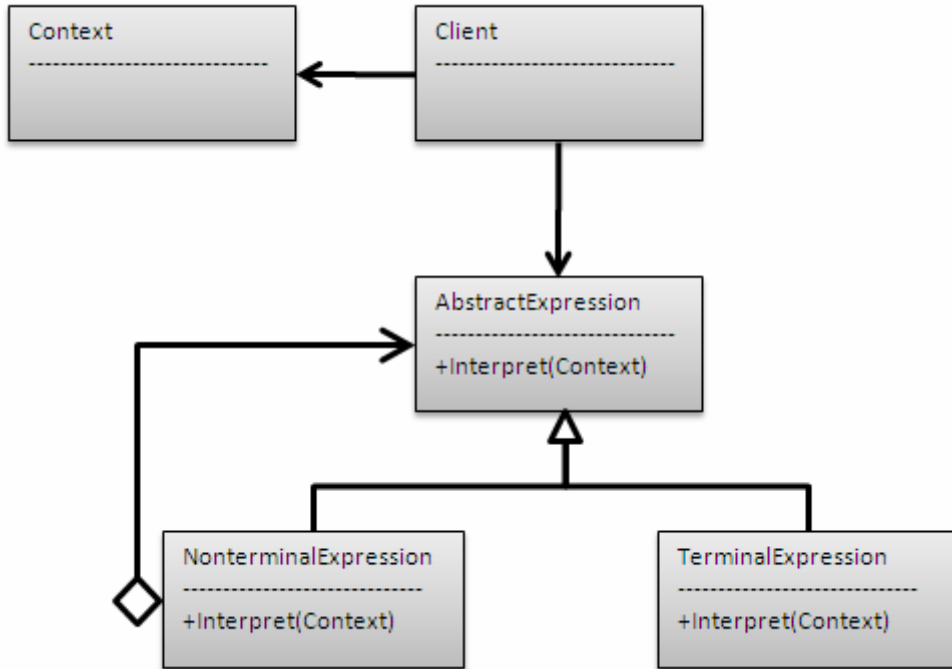 Context
------------------------------
Client
------------------------------
AbstractExpression
------------------------------
+Interpret(Context)
NonterminalExpression
------------------------------
+Interpret(Context)
TerminalExpression
------------------------------
+Interpret(Context)